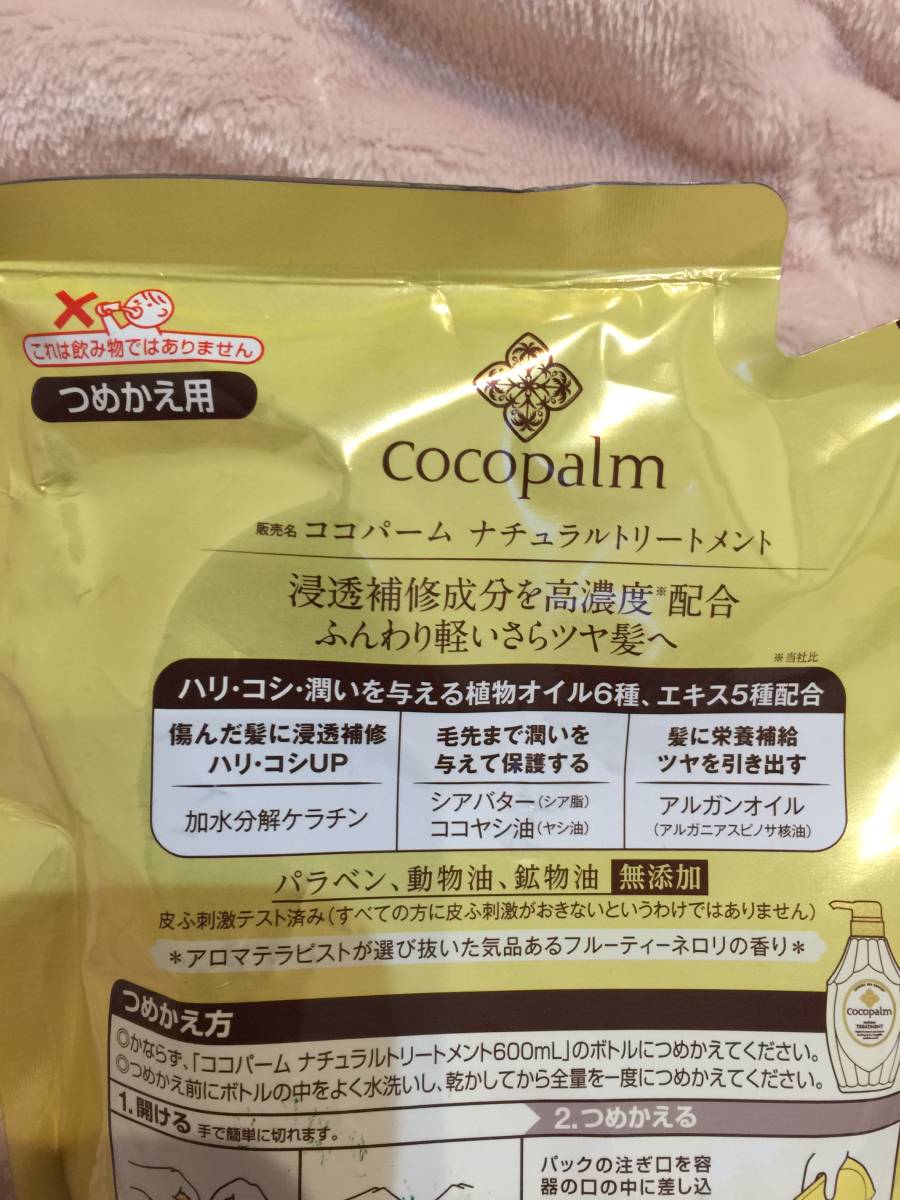 これは飲み物ではありません
つめかえ用
cocopalm
販売名 ココパーム ナチュラルトリートメント
浸透補修成分を高濃度※配合
ふんわり軽いさらツヤ髪へ
※当社比
ハリ・コシ・潤いを与える植物オイル6種、エキス5種配合
傷んだ髪に浸透補修
ハリ・コシUP
加水分解ケラチン
毛先まで潤いを
与えて保護する
シアバター(シア脂)
ココヤシ油(ヤシ油)
髪に栄養補給
ツヤを引き出す
アルガンオイル
(アルガニアスピノサ核油)
パラベン、動物油、鉱物油 無添加
皮ふ刺激テスト済み(すべての方に皮ふ刺激がおきないというわけではありません)
*アロマテラピストが選び抜いた気品あるフルーティーネロリの香り*
cocopalm
TREATMENT
つめかえ方
◎かならず、「ココパーム ナチュラルトリートメント600mL」のボトルにつめかえてください。
◎つめかえ前にボトルの中をよく水洗いし、乾かしてから全量を一度につめかえてください。
1.開ける 手で簡単に切れます。
2.つめかえる
パックの注ぎ口を容
器の口の中に差し込